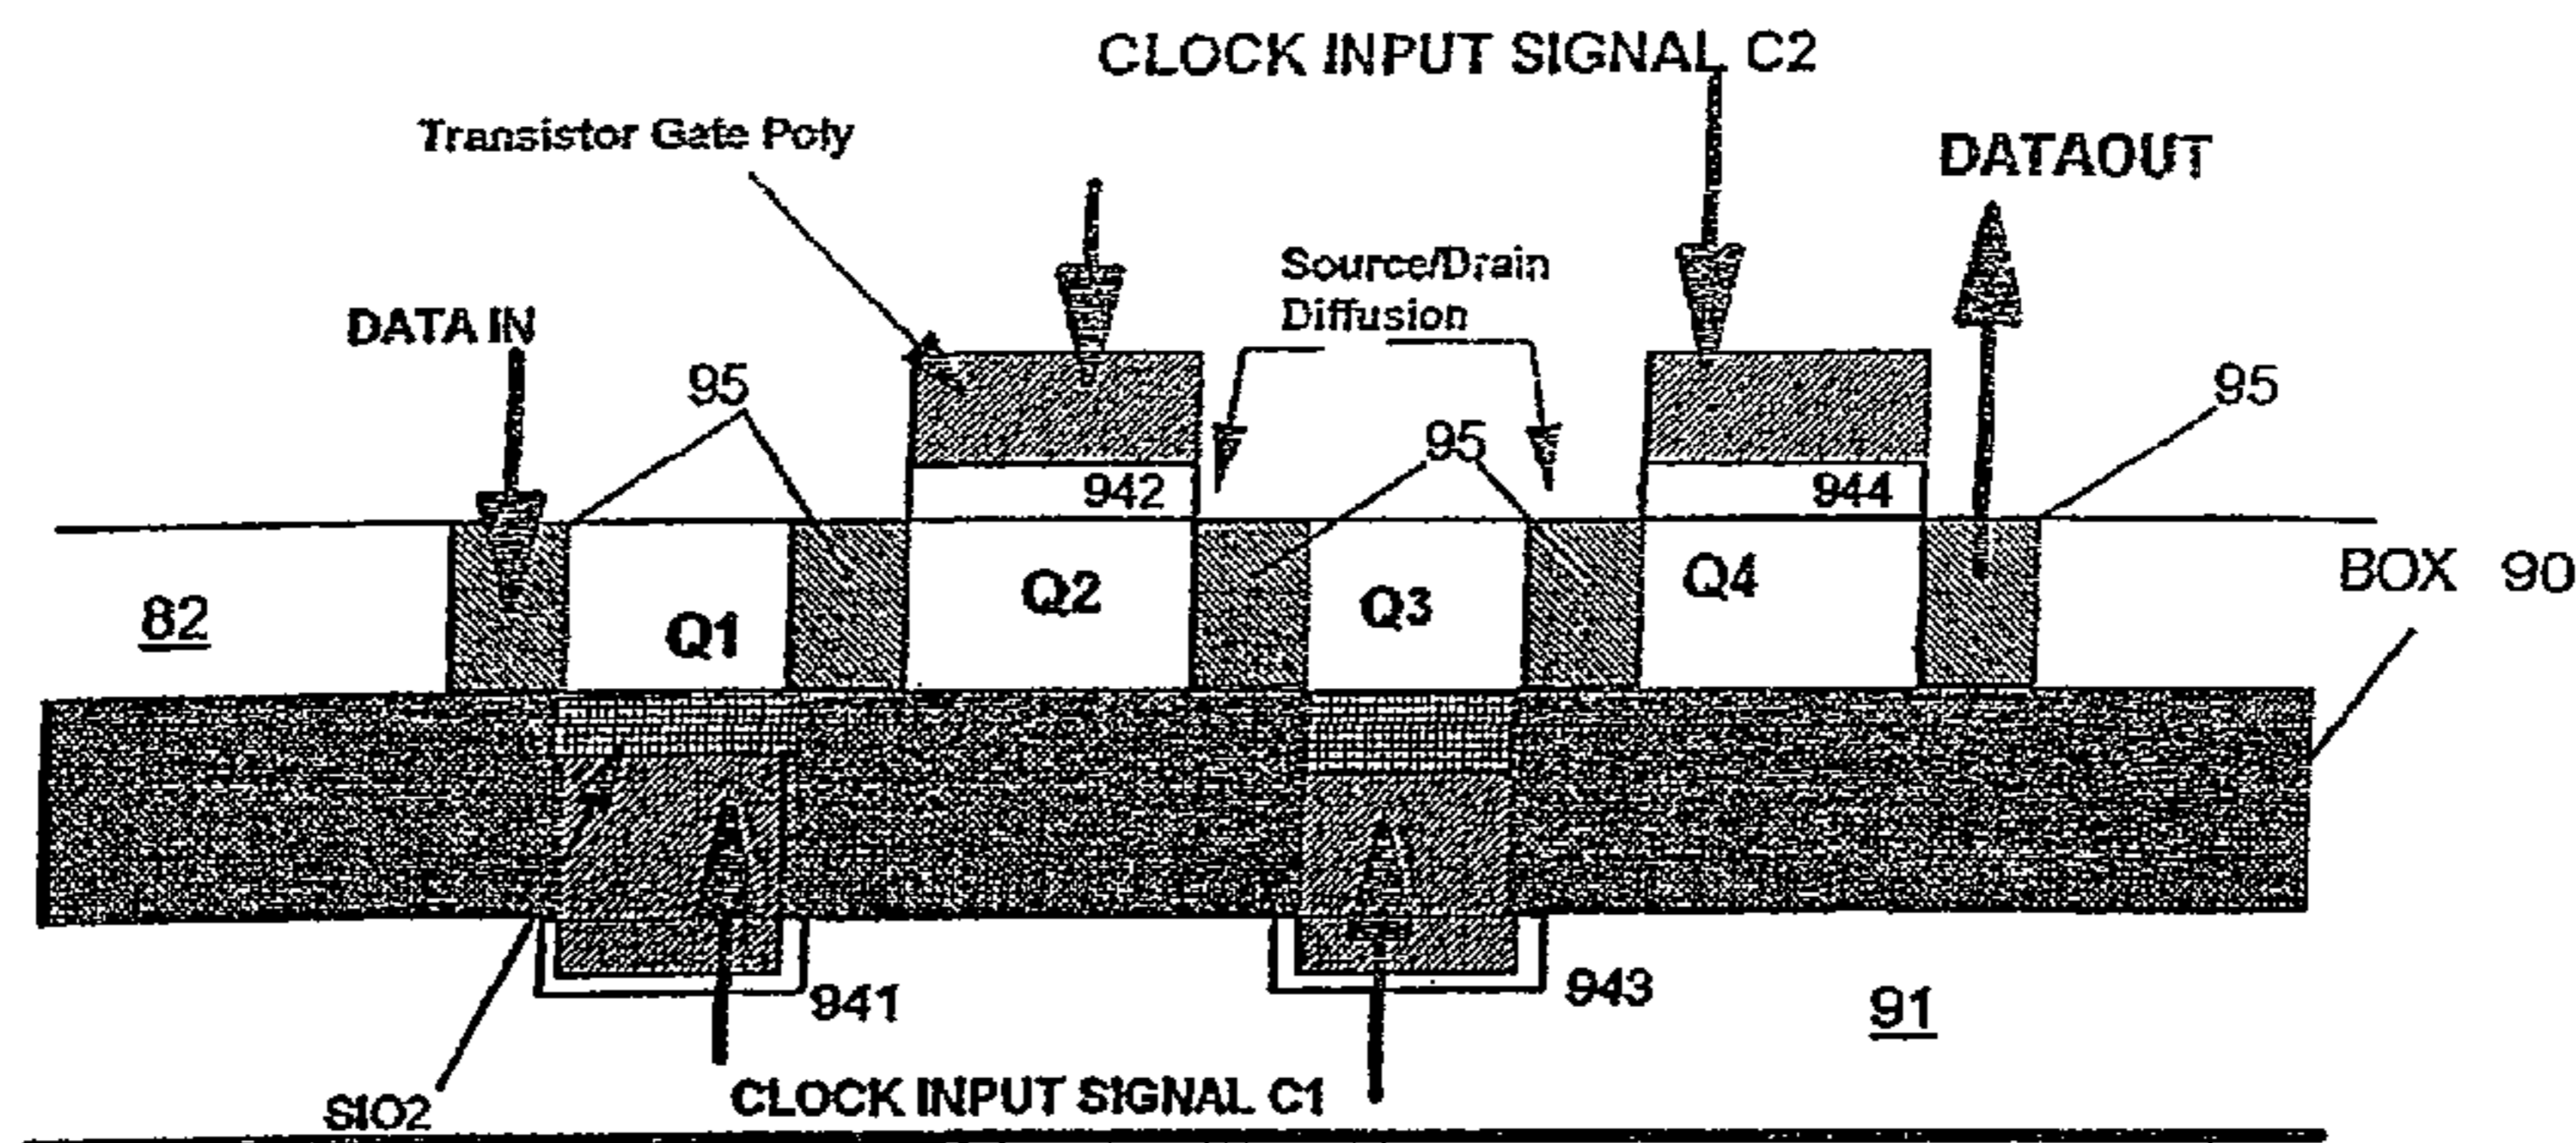 CLOCK INPUT SIGNAL C2
Transistor Gate Poly
DATAOUT
Source/Drain
Diffusion
DATA IN
95
95
95
942
944
BOX 90
82
Q1
Q2
Q3
Q4
941
943
91
CLOCK INPUT SIGNAL C1
SIO2